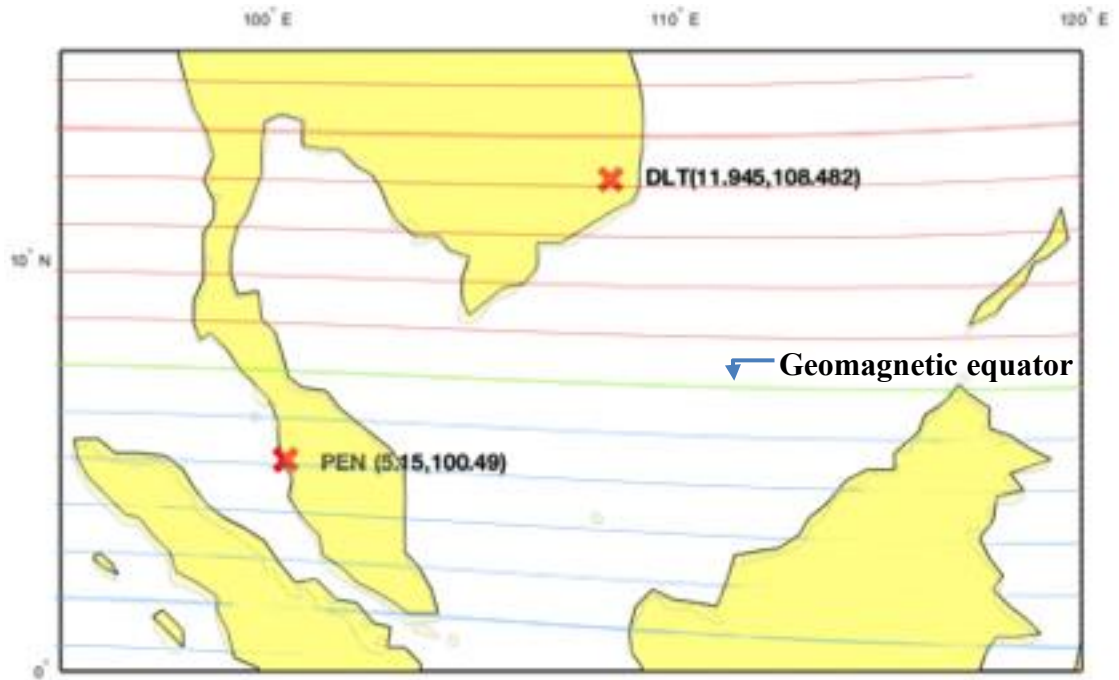 100° E 110° E 120° E
DLT(11.945,108.482)
10° N
Geomagnetic equator
PEN (5.15,100.49)
0°